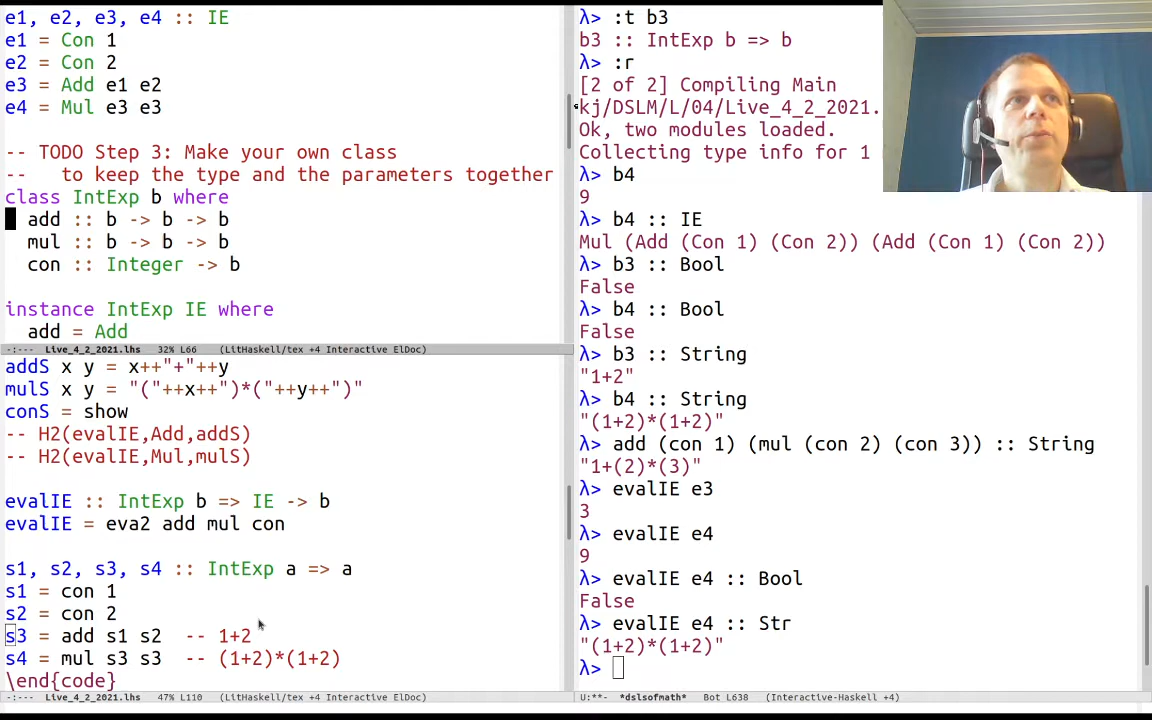 e1, e2, e3, e4 :: IE
e1 = Con 1
e2 = Con 2
e3 = Add e1 e2
e4 = Mul e3 e3
-- TODO Step 3: Make your own class
--   to keep the type and the parameters together
class IntExp b where
  add :: b -> b -> b
  mul :: b -> b -> b
  con :: Integer -> b
instance IntExp IE where
  add = Add
-:--- Live_4_2_2021.lhs 32% L66 (LitHaskell/tex +4 Interactive ElDoc)
addS x y = x++"+"++y
mulS x y = "("++x++")*("++y++")"
conS = show
-- H2(evalIE,Add,addS)
-- H2(evalIE,Mul,mulS)
evalIE :: IntExp b => IE -> b
evalIE = eva2 add mul con
s1, s2, s3, s4 :: IntExp a => a
s1 = con 1
s2 = con 2
s3 = add s1 s2  -- 1+2
s4 = mul s3 s3  -- (1+2)*(1+2)
\end{code}
-:--- Live_4_2_2021.lhs 47% L110 (LitHaskell/tex +4 Interactive ElDoc)
λ> :t b3
b3 :: IntExp b => b
λ> :r
[2 of 2] Compiling Main
kj/DSLM/L/04/Live_4_2_2021.
Ok, two modules loaded.
Collecting type info for 1
λ> b4
9
λ> b4 :: IE
Mul (Add (Con 1) (Con 2)) (Add (Con 1) (Con 2))
λ> b3 :: Bool
False
λ> b4 :: Bool
False
λ> b3 :: String
"1+2"
λ> b4 :: String
"(1+2)*(1+2)"
λ> add (con 1) (mul (con 2) (con 3)) :: String
"1+(2)*(3)"
λ> evalIE e3
3
λ> evalIE e4
9
λ> evalIE e4 :: Bool
False
λ> evalIE e4 :: Str
"(1+2)*(1+2)"
λ>
U:**- *dslsofmath* Bot L638 (Interactive-Haskell +4)